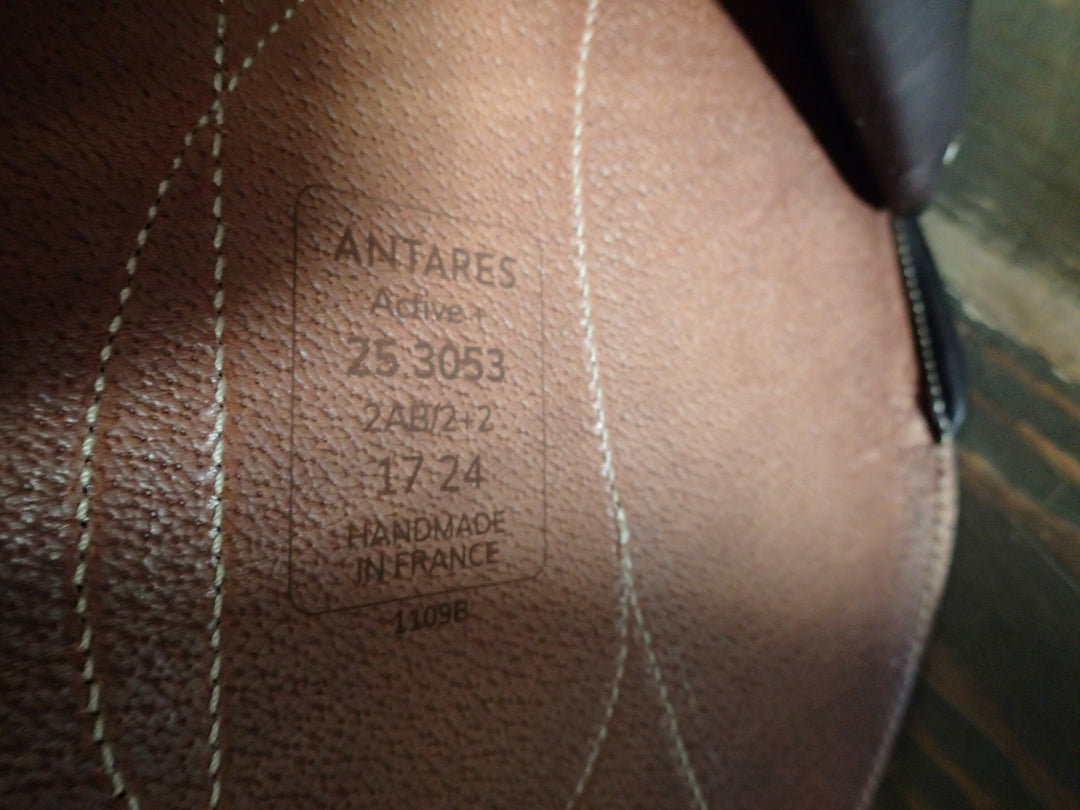 ANTARES
Active +
25 3053
2AB/2+2
17 24
HANDMADE
IN FRANCE
1109B